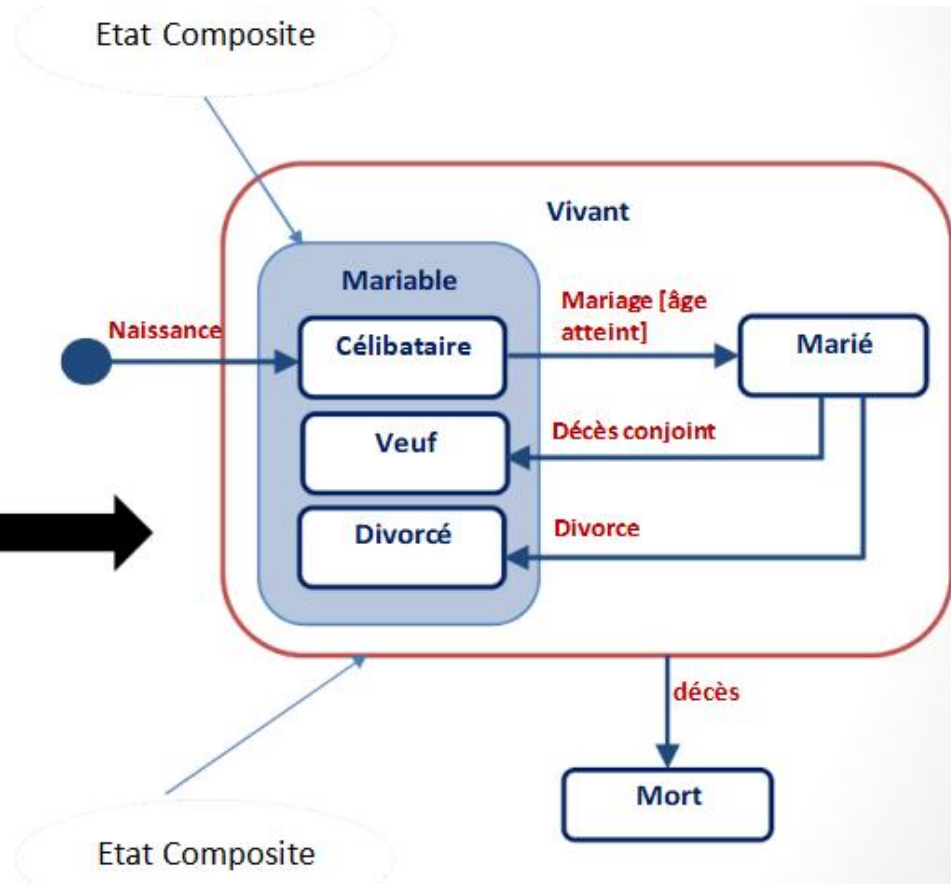 Etat Composite
Vivant
Mariable
Naissance
Célibataire
Mariage [âge
atteint]
Marié
Veuf
Décès conjoint
Divorcé
Divorce
décès
Mort
Etat Composite